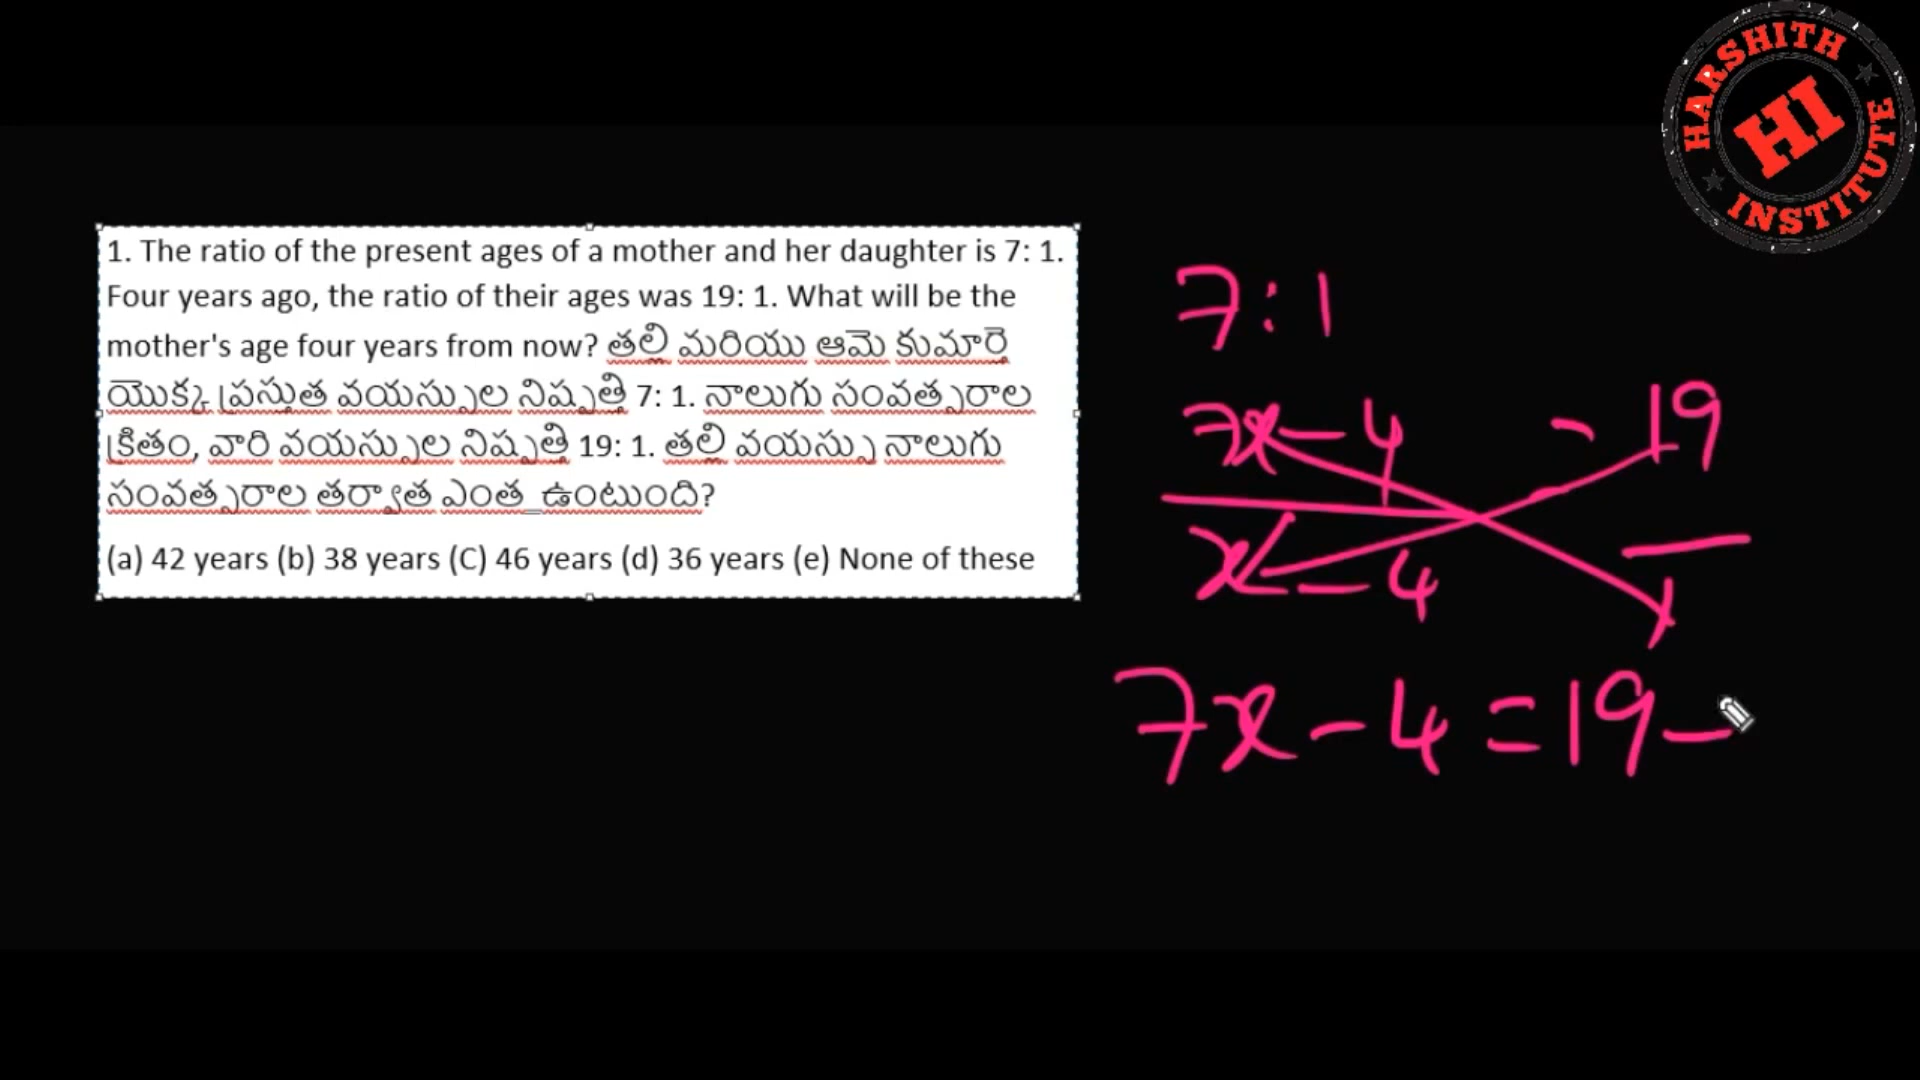 HARSHITH
HI
INSTITUTE
1. The ratio of the present ages of a mother and her daughter is 7: 1.
Four years ago, the ratio of their ages was 19: 1. What will be the
mother's age four years from now? తల్లి మరియు ఆమె కుమార్తె
యొక్క ప్రస్తుత వయస్సుల నిష్పత్తి 7: 1. నాలుగు సంవత్సరాల
క్రితం, వారి వయస్సుల నిష్పత్తి 19: 1. తల్లి వయస్సు నాలుగు
సంవత్సరాల తర్వాత ఎంత ఉంటుంది?
(a) 42 years (b) 38 years (C) 46 years (d) 36 years (e) None of these
7:1
7x-4 - 19
x-4 1
7x-4=19-